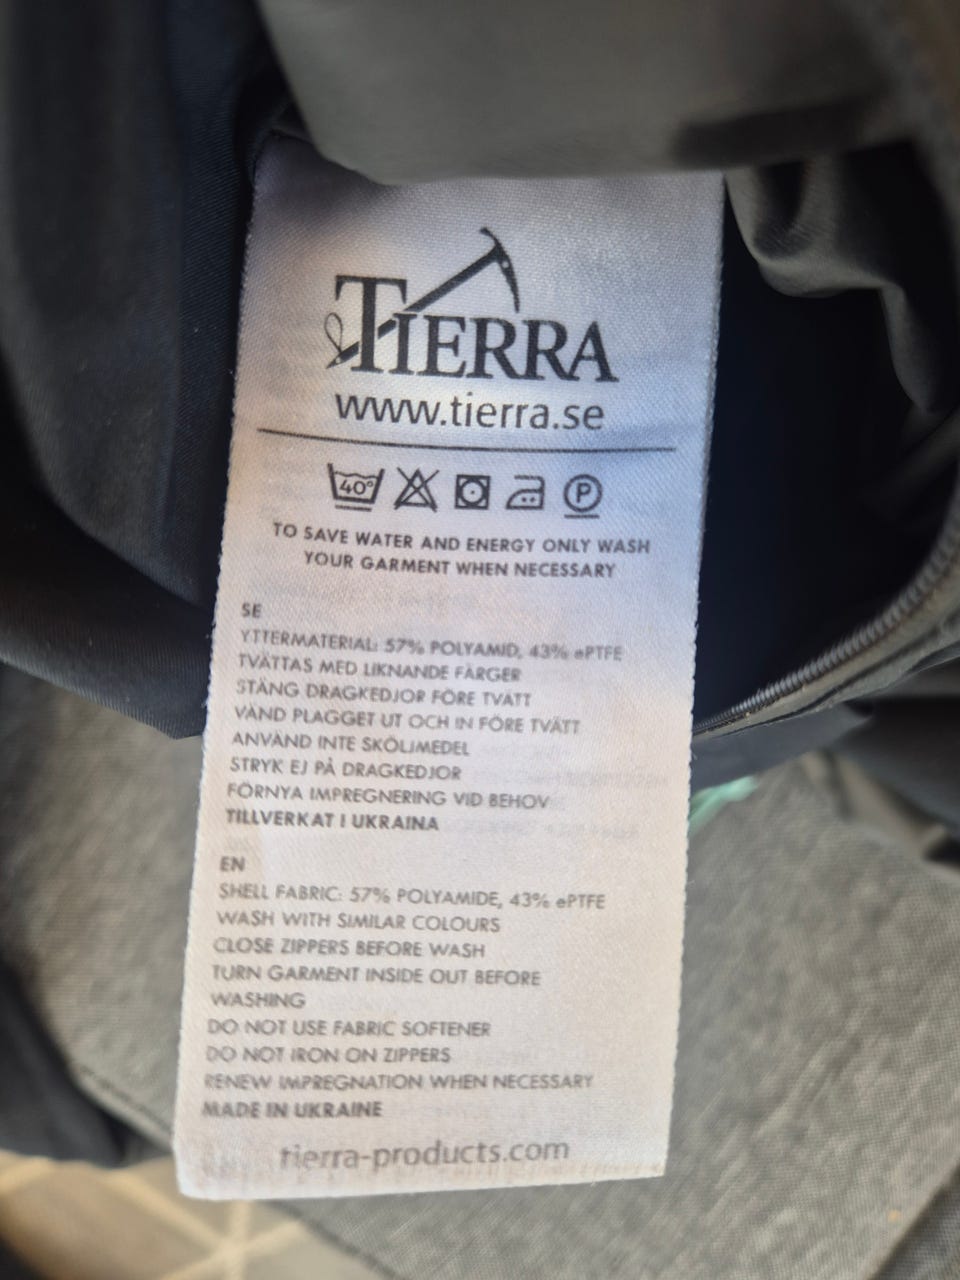 TIERRA
www.tierra.se
40° P
TO SAVE WATER AND ENERGY ONLY WASH
YOUR GARMENT WHEN NECESSARY
SE
YTTERMATERIAL: 57% POLYAMID, 43% ePTFE
TVÄTTAS MED LIKNANDE FÄRGER
STÄNG DRAGKEDJOR FÖRE TVÄTT
VÄND PLAGGET UT OCH IN FÖRE TVÄTT
ANVÄND INTE SKÖLJMEDEL
STRYK EJ PÅ DRAGKEDJOR
FÖRNYA IMPREGNERING VID BEHOV
TILLVERKAT I UKRAINA
EN
SHELL FABRIC: 57% POLYAMIDE, 43% ePTFE
WASH WITH SIMILAR COLOURS
CLOSE ZIPPERS BEFORE WASH
TURN GARMENT INSIDE OUT BEFORE
WASHING
DO NOT USE FABRIC SOFTENER
DO NOT IRON ON ZIPPERS
RENEW IMPREGNATION WHEN NECESSARY
MADE IN UKRAINE
tierra-products.com